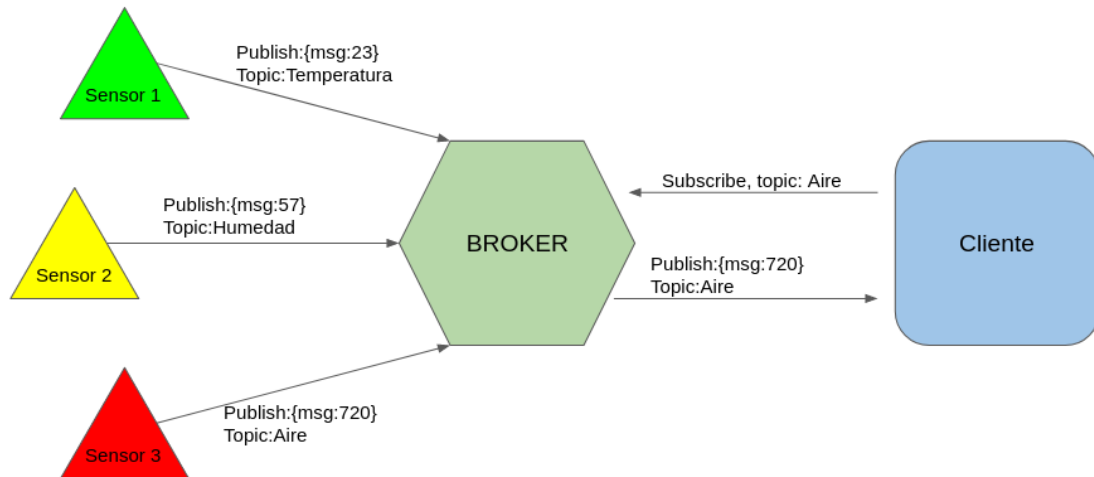 Publish:{msg:23}
Topic:Temperatura
Sensor 1
Publish:{msg:57}
Topic:Humedad
Sensor 2
Publish:{msg:720}
Topic:Aire
Sensor 3
BROKER
Subscribe, topic: Aire
Publish:{msg:720}
Topic:Aire
Cliente